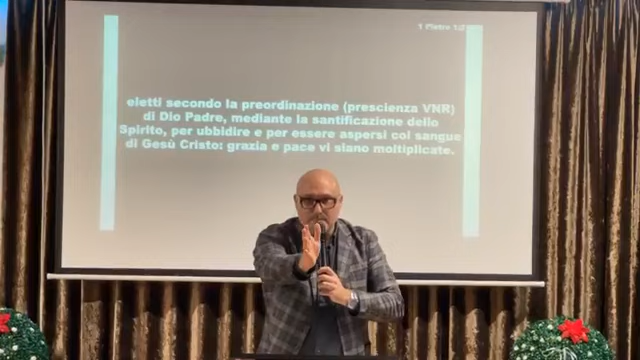 1 Pietro 1:2
eletti secondo la preordinazione (prescienza VNR)
di Dio Padre, mediante la santificazione dello
Spirito, per ubbidire e per essere aspersi col sangue
di Gesù Cristo: grazia e pace vi siano moltiplicate.